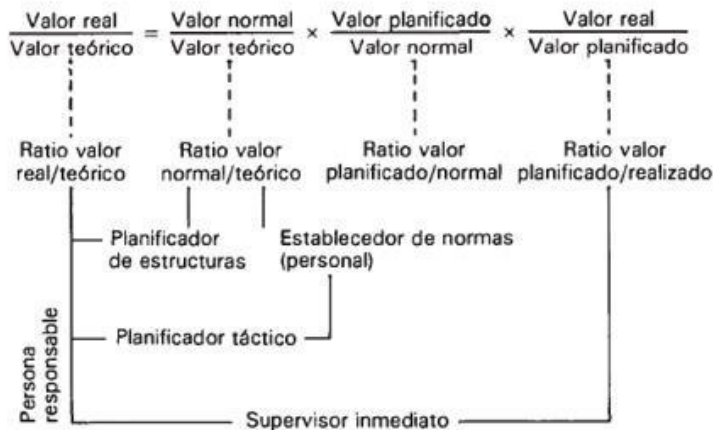 Valor real / Valor teórico = Valor normal / Valor teórico × Valor planificado / Valor normal × Valor real / Valor planificado
Ratio valor real/teórico
Ratio valor normal/teórico
Ratio valor planificado/normal
Ratio valor planificado/realizado
Planificador de estructuras
Establecedor de normas (personal)
Planificador táctico
Persona responsable
Supervisor inmediato